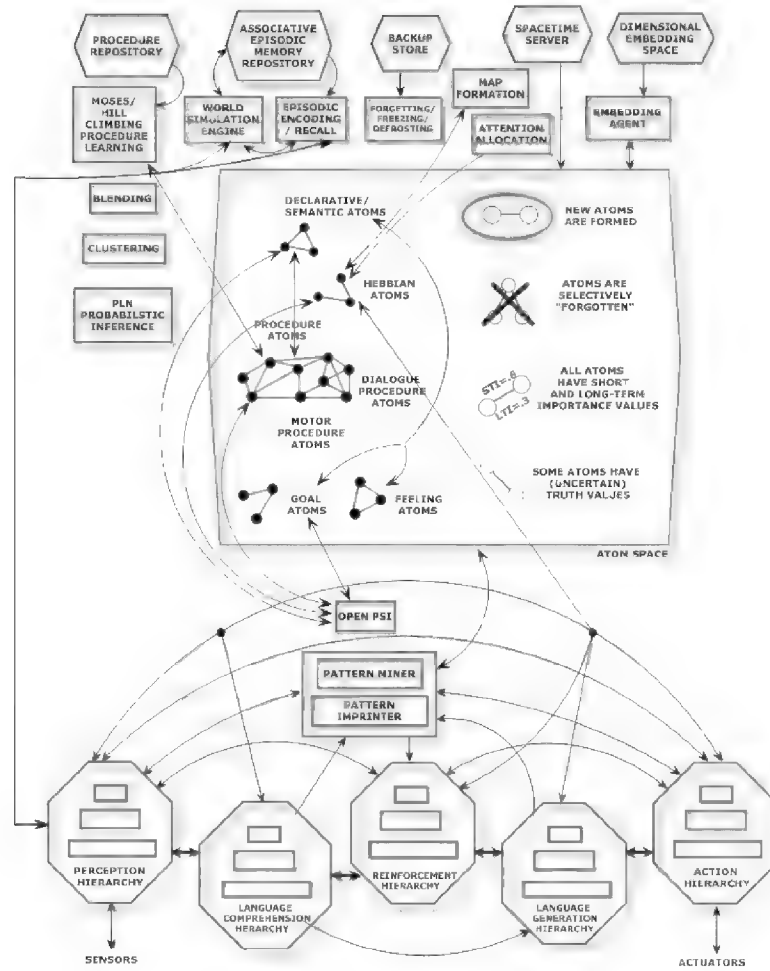 PROCEDURE
REPOSITORY
ASSOCIATIVE
EPISODIC
MEMORY
REPOSITORY
BACKUP
STORE
SPACETIME
SERVER
DIMENSIONAL
EMBEDDING
SPACE
MOSES/
HILL
CLIMBING
PROCEDURE
LEARNING
WORLD
SIMULATION
ENGINE
EPISODIC
ENCODING
/ RECALL
FORGETTING/
FREEZING/
DEFROSTING
MAP
FORMATION
ATTENTION
ALLOCATION
EMBEDDING
AGENT
BLENDING
CLUSTERING
PLN
PROBABILSTIC
INFERENCE
DECLARATIVE/
SEMANTIC ATOMS
HEBBIAN
ATOMS
PROCEDURE
ATOMS
DIALOGUE
PROCEDURE
ATOMS
MOTOR
PROCEDURE
ATOMS
GOAL
ATOMS
FEELING
ATOMS
NEW ATOMS
ARE FORMED
ATOMS ARE
SELECTIVELY
"FORGOTTEN"
STI=.6
LTI=.3
ALL ATOMS
HAVE SHORT
AND LONG-TERM
IMPORTANCE VALUES
SOME ATOMS HAVE
(UNCERTAIN)
TRUTH VALUES
ATOM SPACE
OPEN PSI
PATTERN MINER
PATTERN
IMPRINTER
PERCEPTION
HIERARCHY
LANGUAGE
COMPREHENSION
HIERARCHY
REINFORCEMENT
HIERARCHY
LANGUAGE
GENERATION
HIERARCHY
ACTION
HIERARCHY
SENSORS
ACTUATORS